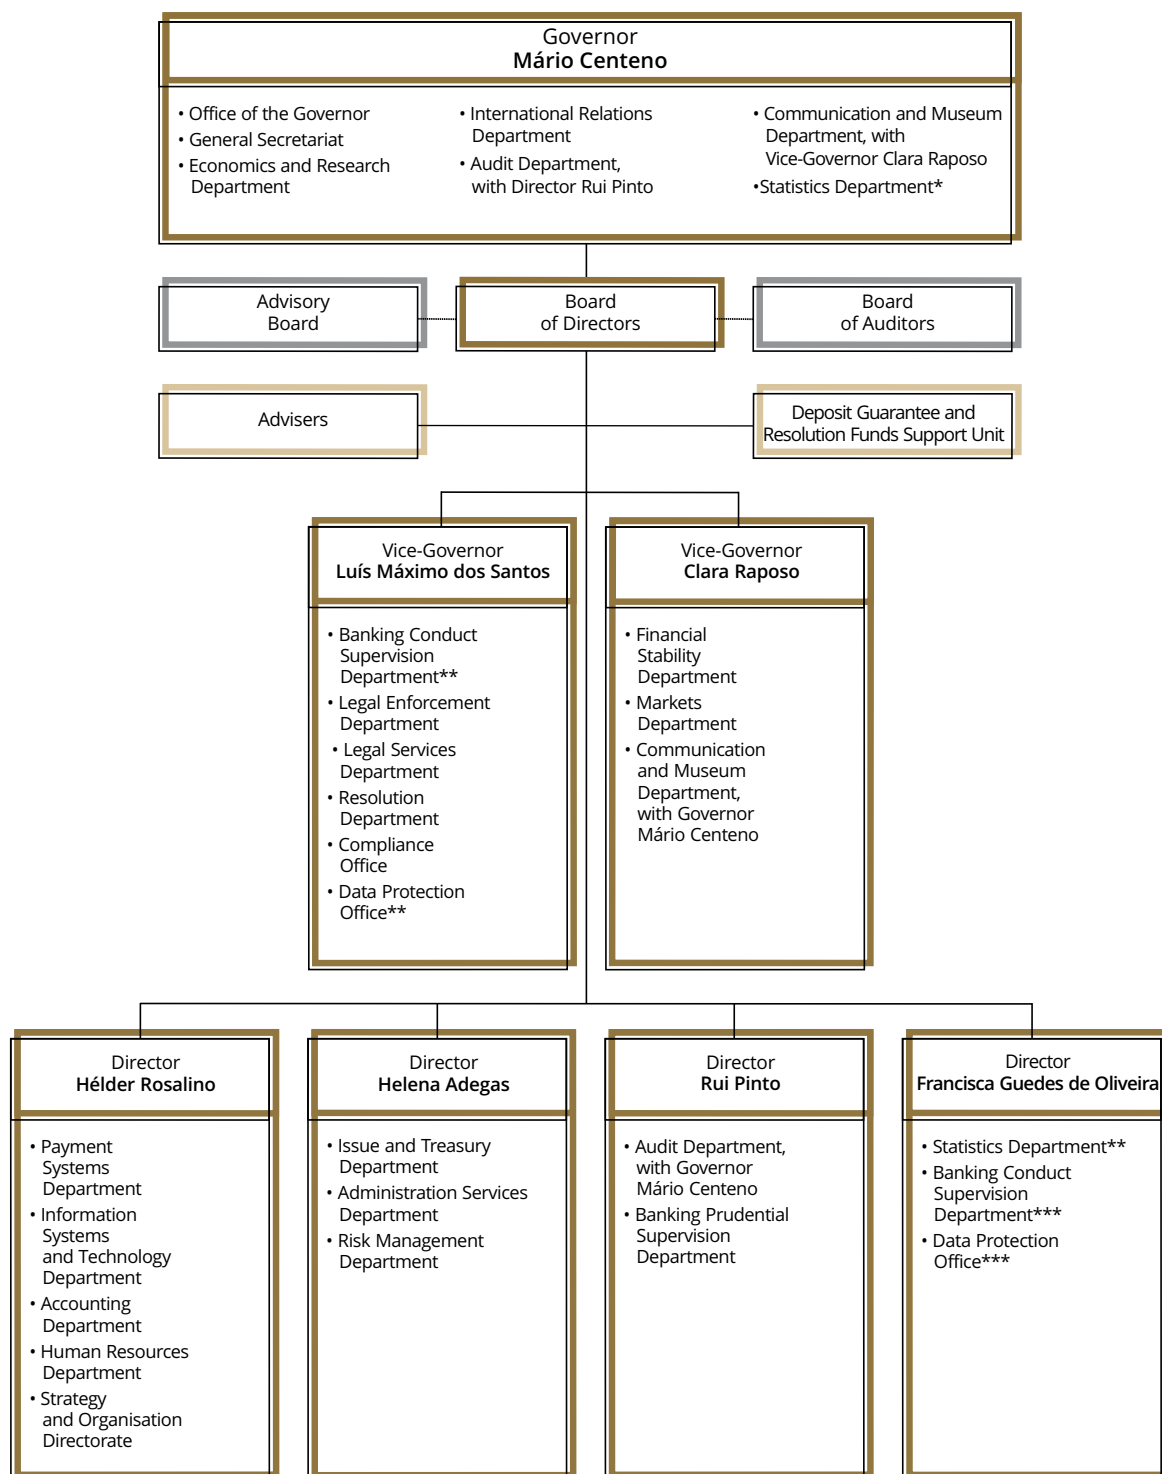 Governor
Mário Centeno
• Office of the Governor
• General Secretariat
• Economics and Research
Department
• International Relations
Department
• Audit Department,
with Director Rui Pinto
• Communication and Museum
Department, with
Vice-Governor Clara Raposo
•Statistics Department*
Advisory
Board
Board
of Directors
Board
of Auditors
Advisers
Deposit Guarantee and
Resolution Funds Support Unit
Vice-Governor
Luís Máximo dos Santos
• Banking Conduct
Supervision
Department**
• Legal Enforcement
Department
• Legal Services
Department
• Resolution
Department
• Compliance
Office
• Data Protection
Office**
Vice-Governor
Clara Raposo
• Financial
Stability
Department
• Markets
Department
• Communication
and Museum
Department,
with Governor
Mário Centeno
Director
Hélder Rosalino
• Payment
Systems
Department
• Information
Systems
and Technology
Department
• Accounting
Department
• Human Resources
Department
• Strategy
and Organisation
Directorate
Director
Helena Adegas
• Issue and Treasury
Department
• Administration Services
Department
• Risk Management
Department
Director
Rui Pinto
• Audit Department,
with Governor
Mário Centeno
• Banking Prudential
Supervision
Department
Director
Francisca Guedes de Oliveira
• Statistics Department**
• Banking Conduct
Supervision
Department***
• Data Protection
Office***